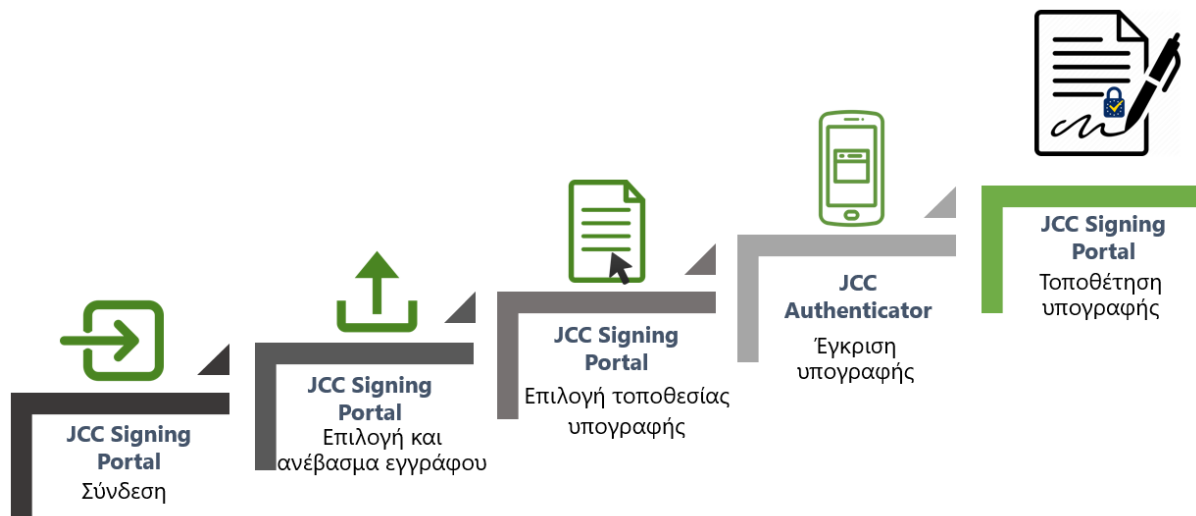 JCC Signing
Portal
Σύνδεση
JCC Signing
Portal
Επιλογή και
ανέβασμα εγγράφου
JCC Signing
Portal
Επιλογή τοποθεσίας
υπογραφής
JCC
Authenticator
Έγκριση
υπογραφής
JCC Signing
Portal
Τοποθέτηση
υπογραφής